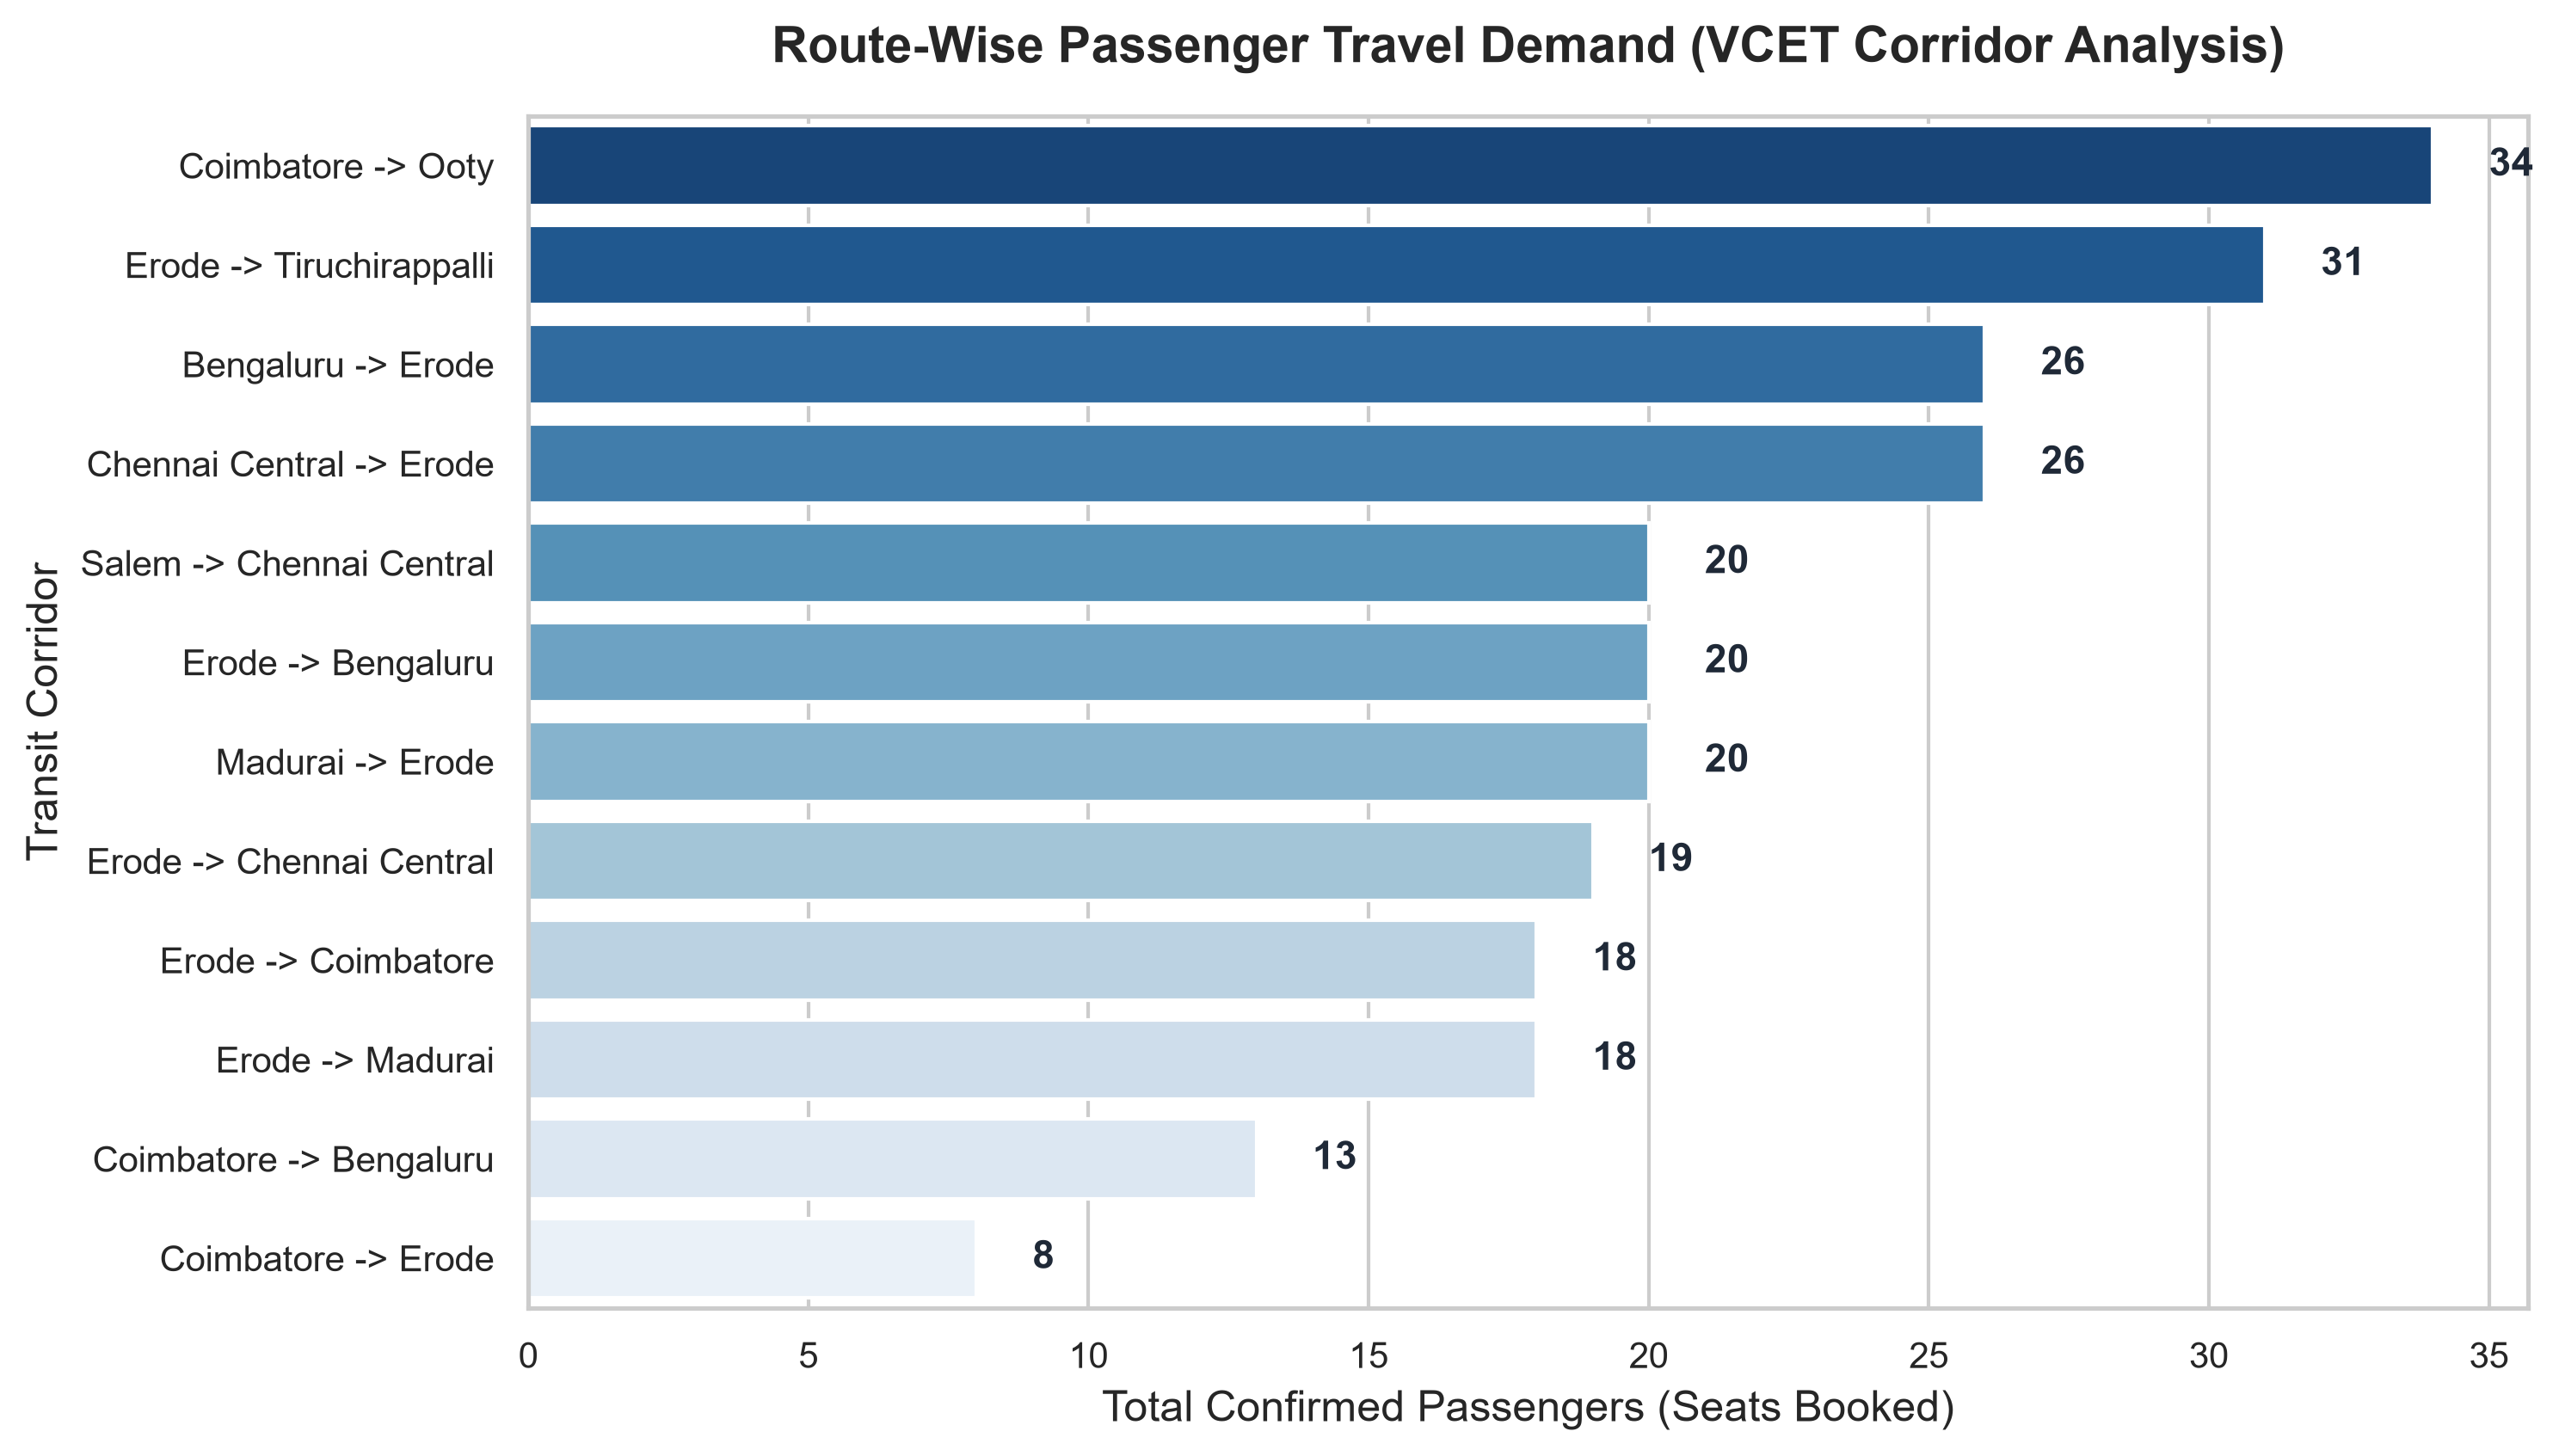 Route-Wise Passenger Travel Demand (VCET Corridor Analysis)
Transit Corridor
Coimbatore -> Ooty 34
Erode -> Tiruchirappalli 31
Bengaluru -> Erode 26
Chennai Central -> Erode 26
Salem -> Chennai Central 20
Erode -> Bengaluru 20
Madurai -> Erode 20
Erode -> Chennai Central 19
Erode -> Coimbatore 18
Erode -> Madurai 18
Coimbatore -> Bengaluru 13
Coimbatore -> Erode 8
0 5 10 15 20 25 30 35
Total Confirmed Passengers (Seats Booked)